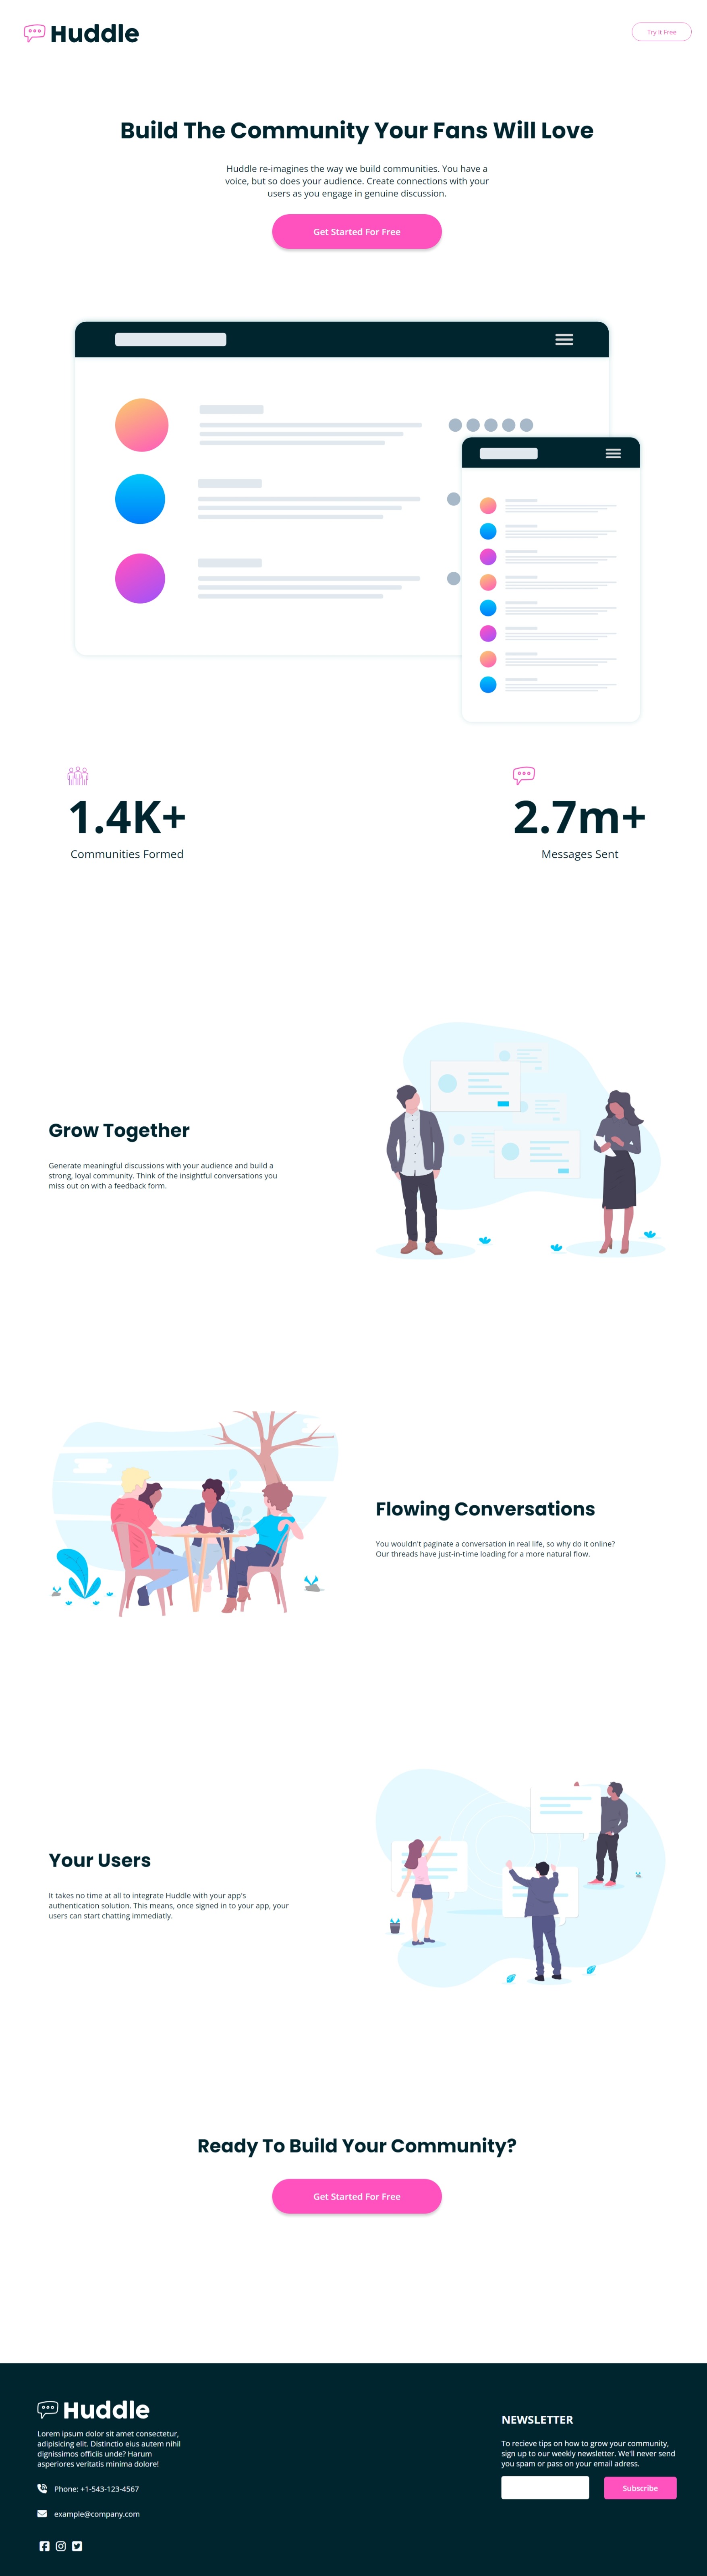 Huddle
Try It Free
Build The Community Your Fans Will Love
Huddle re-imagines the way we build communities. You have a
voice, but so does your audience. Create connections with your
users as you engage in genuine discussion.
Get Started For Free
1.4K+
Communities Formed
2.7m+
Messages Sent
Grow Together
Generate meaningful discussions with your audience and build a
strong, loyal community. Think of the insightful conversations you
miss out on with a feedback form.
Flowing Conversations
You wouldn't paginate a conversation in real life, so why do it online?
Our threads have just-in-time loading for a more natural flow.
Your Users
It takes no time at all to integrate Huddle with your app's
authentication solution. This means, once signed in to your app, your
users can start chatting immediatly.
Ready To Build Your Community?
Get Started For Free
Huddle
Lorem ipsum dolor sit amet consectetur,
adipisicing elit. Distinctio eius autem nihil
dignissimos officiis unde? Harum
asperiores veritatis minima dolore!
Phone: +1-543-123-4567
example@company.com
NEWSLETTER
To recieve tips on how to grow your community,
sign up to our weekly newsletter. We'll never send
you spam or pass on your email adress.
Subscribe